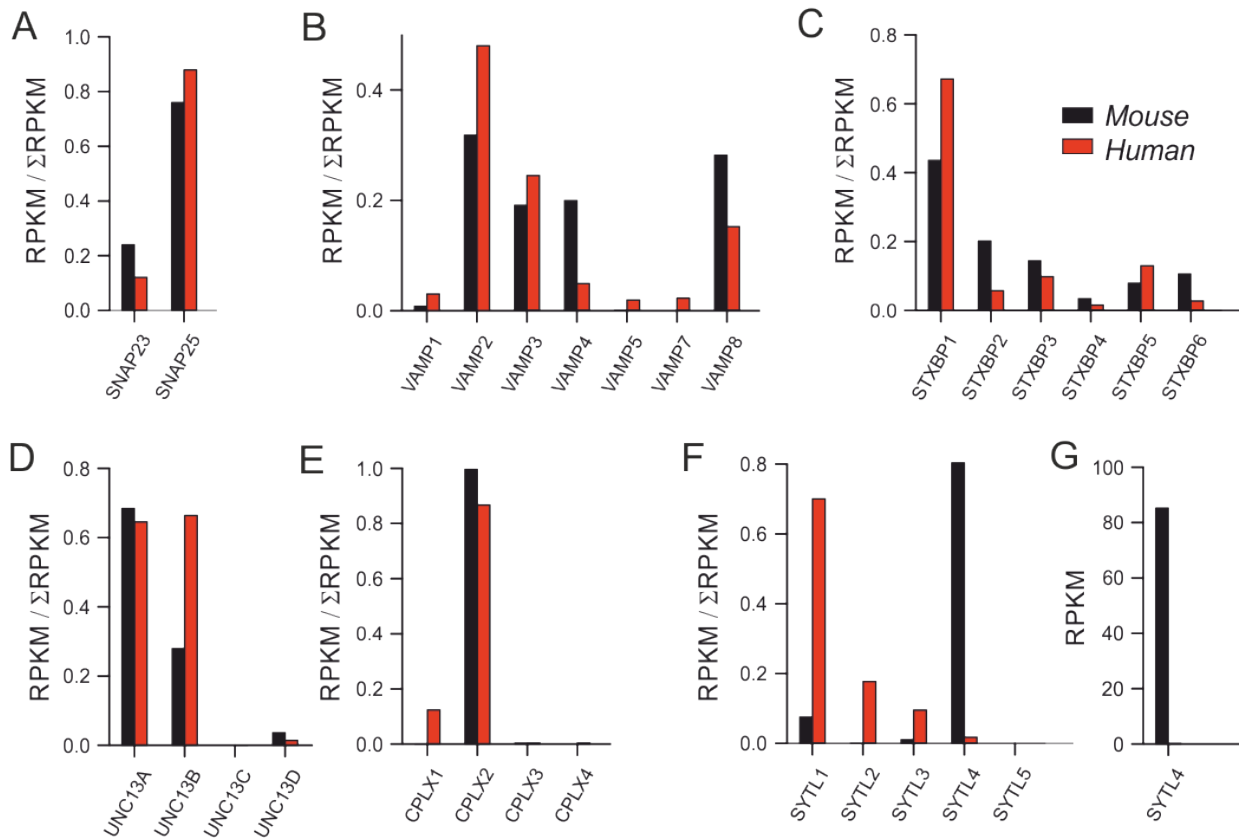 A
RPKM / ΣRPKM
1.0
0.8
0.6
0.4
0.2
0.0
SNAP23
SNAP25
B
RPKM / ΣRPKM
0.4
0.2
0.0
VAMP1
VAMP2
VAMP3
VAMP4
VAMP5
VAMP7
VAMP8
C
RPKM / ΣRPKM
0.8
0.6
0.4
0.2
0.0
Mouse
Human
STXBP1
STXBP2
STXBP3
STXBP4
STXBP5
STXBP6
D
RPKM / ΣRPKM
0.8
0.6
0.4
0.2
0.0
UNC13A
UNC13B
UNC13C
UNC13D
E
RPKM / ΣRPKM
1.0
0.8
0.6
0.4
0.2
0.0
CPLX1
CPLX2
CPLX3
CPLX4
F
RPKM / ΣRPKM
0.8
0.6
0.4
0.2
0.0
SYTL1
SYTL2
SYTL3
SYTL4
SYTL5
G
RPKM
100
80
60
40
20
0
SYTL4